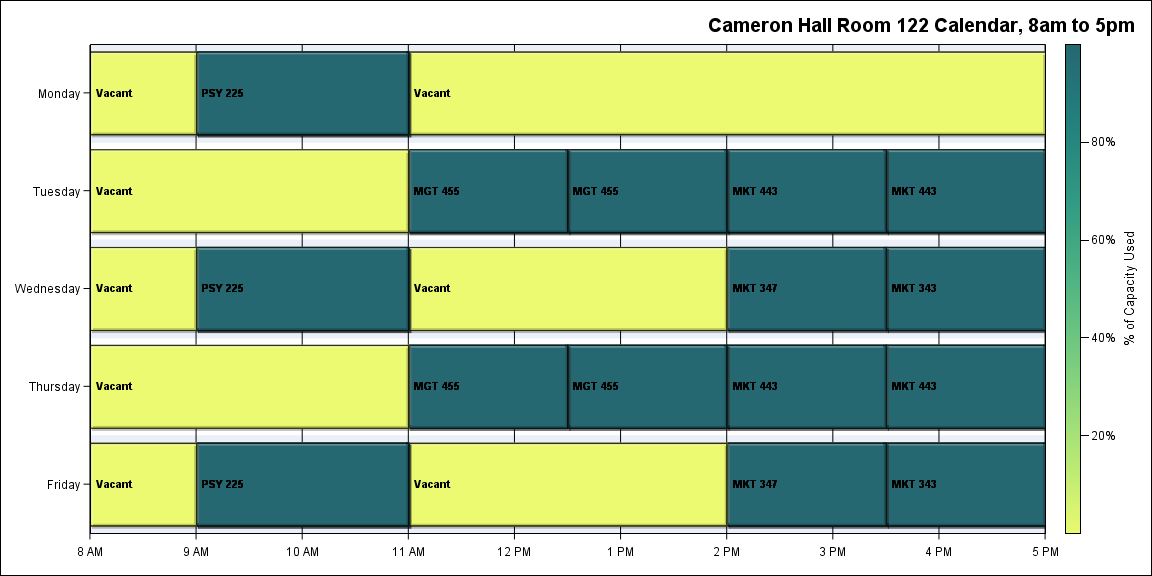 Cameron Hall Room 122 Calendar, 8am to 5pm
Monday
Vacant
PSY 225
Vacant
Tuesday
Vacant
MGT 455
MGT 455
MKT 443
MKT 443
Wednesday
Vacant
PSY 225
Vacant
MKT 347
MKT 343
Thursday
Vacant
MGT 455
MGT 455
MKT 443
MKT 443
Friday
Vacant
PSY 225
Vacant
MKT 347
MKT 343
8 AM
9 AM
10 AM
11 AM
12 PM
1 PM
2 PM
3 PM
4 PM
5 PM
80%
60%
40%
20%
% of Capacity Used